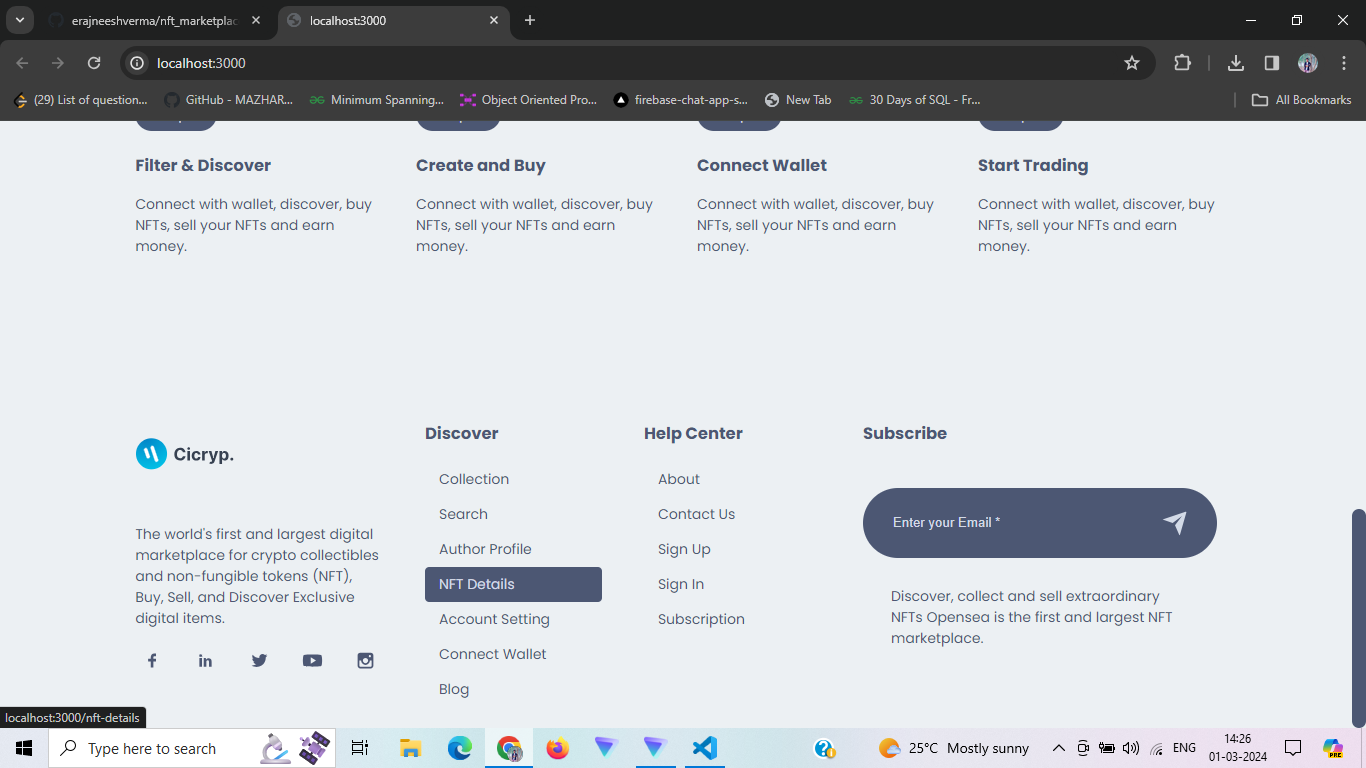 erajneeshverma/nft_marketplac
localhost:3000
localhost:3000
(29) List of question...
GitHub - MAZHAR...
Minimum Spanning...
Object Oriented Pro...
firebase-chat-app-s...
New Tab
30 Days of SQL - Fr...
All Bookmarks
Filter & Discover
Create and Buy
Connect Wallet
Start Trading
Connect with wallet, discover, buy
NFTs, sell your NFTs and earn
money.
Connect with wallet, discover, buy
NFTs, sell your NFTs and earn
money.
Connect with wallet, discover, buy
NFTs, sell your NFTs and earn
money.
Connect with wallet, discover, buy
NFTs, sell your NFTs and earn
money.
Cicryp.
The world's first and largest digital
marketplace for crypto collectibles
and non-fungible tokens (NFT),
Buy, Sell, and Discover Exclusive
digital items.
Discover
Collection
Search
Author Profile
NFT Details
Account Setting
Connect Wallet
Blog
Help Center
About
Contact Us
Sign Up
Sign In
Subscription
Subscribe
Enter your Email *
Discover, collect and sell extraordinary
NFTs Opensea is the first and largest NFT
marketplace.
localhost:3000/nft-details
Type here to search
25°C Mostly sunny
ENG
14:26
01-03-2024
PRE